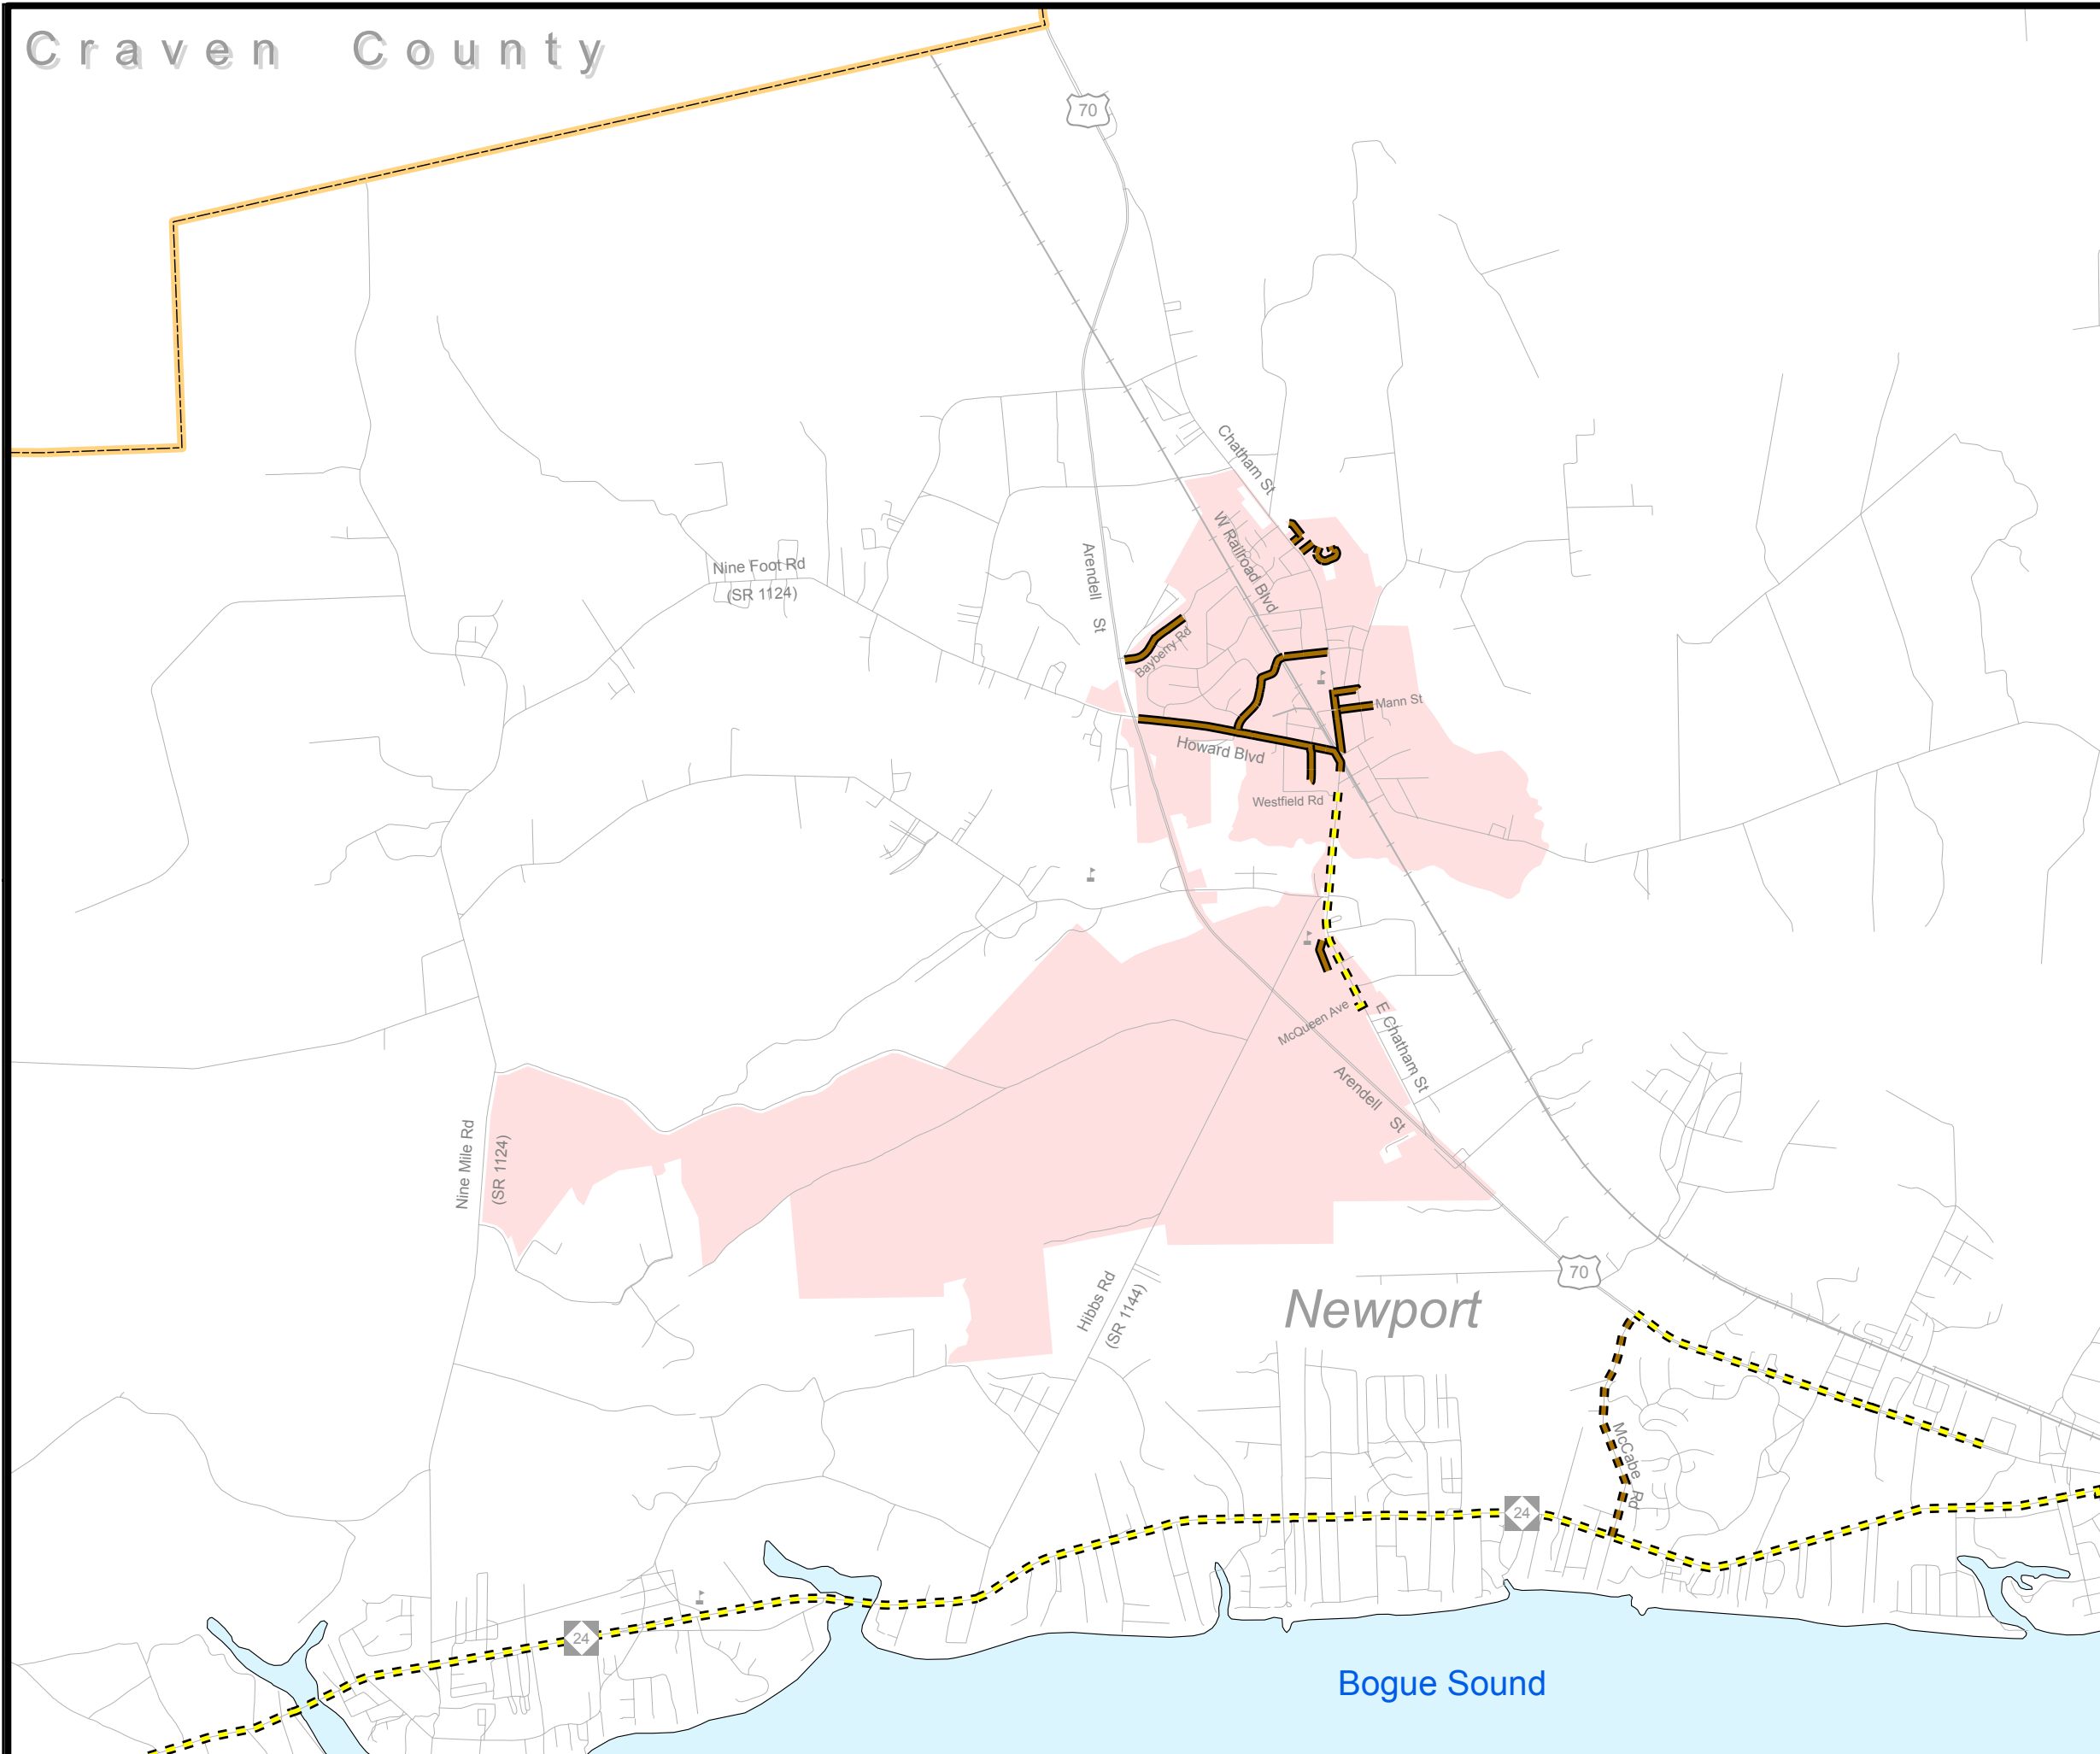 Craven County
70
Chatham St
W Railroad Blvd
Arendell St
Nine Foot Rd
(SR 1124)
Bayberry Rd
Mann St
Howard Blvd
Westfield Rd
McQueen Ave
E Chatham St
Arendell St
Nine Mile Rd
(SR 1124)
Hibbs Rd
(SR 1144)
70
Newport
McCabe Rd
24
24
Bogue Sound